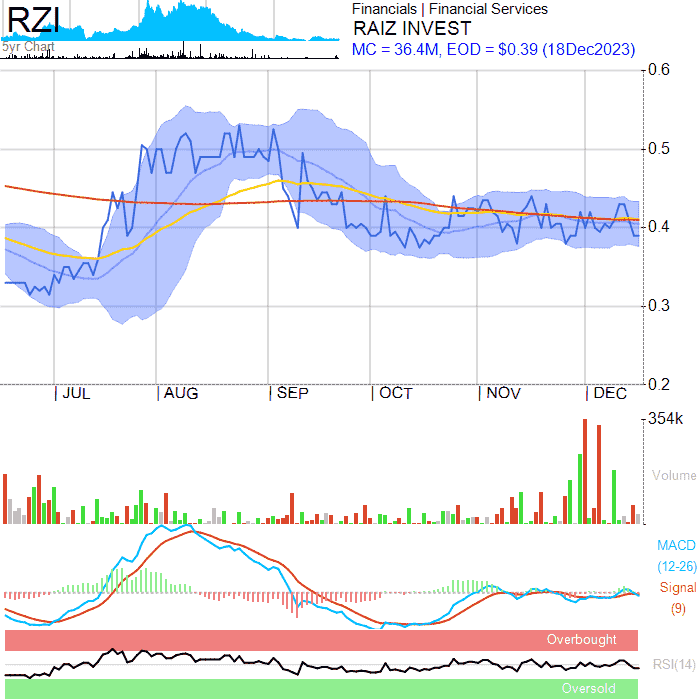 RZI
5yr Chart
Financials | Financial Services
RAIZ INVEST
MC = 36.4M, EOD = $0.39 (18Dec2023)
0.6
0.5
0.4
0.3
0.2
| JUL | AUG | SEP | OCT | NOV | DEC
354k
Volume
MACD
(12-26)
Signal
(9)
Overbought
RSI(14)
Oversold